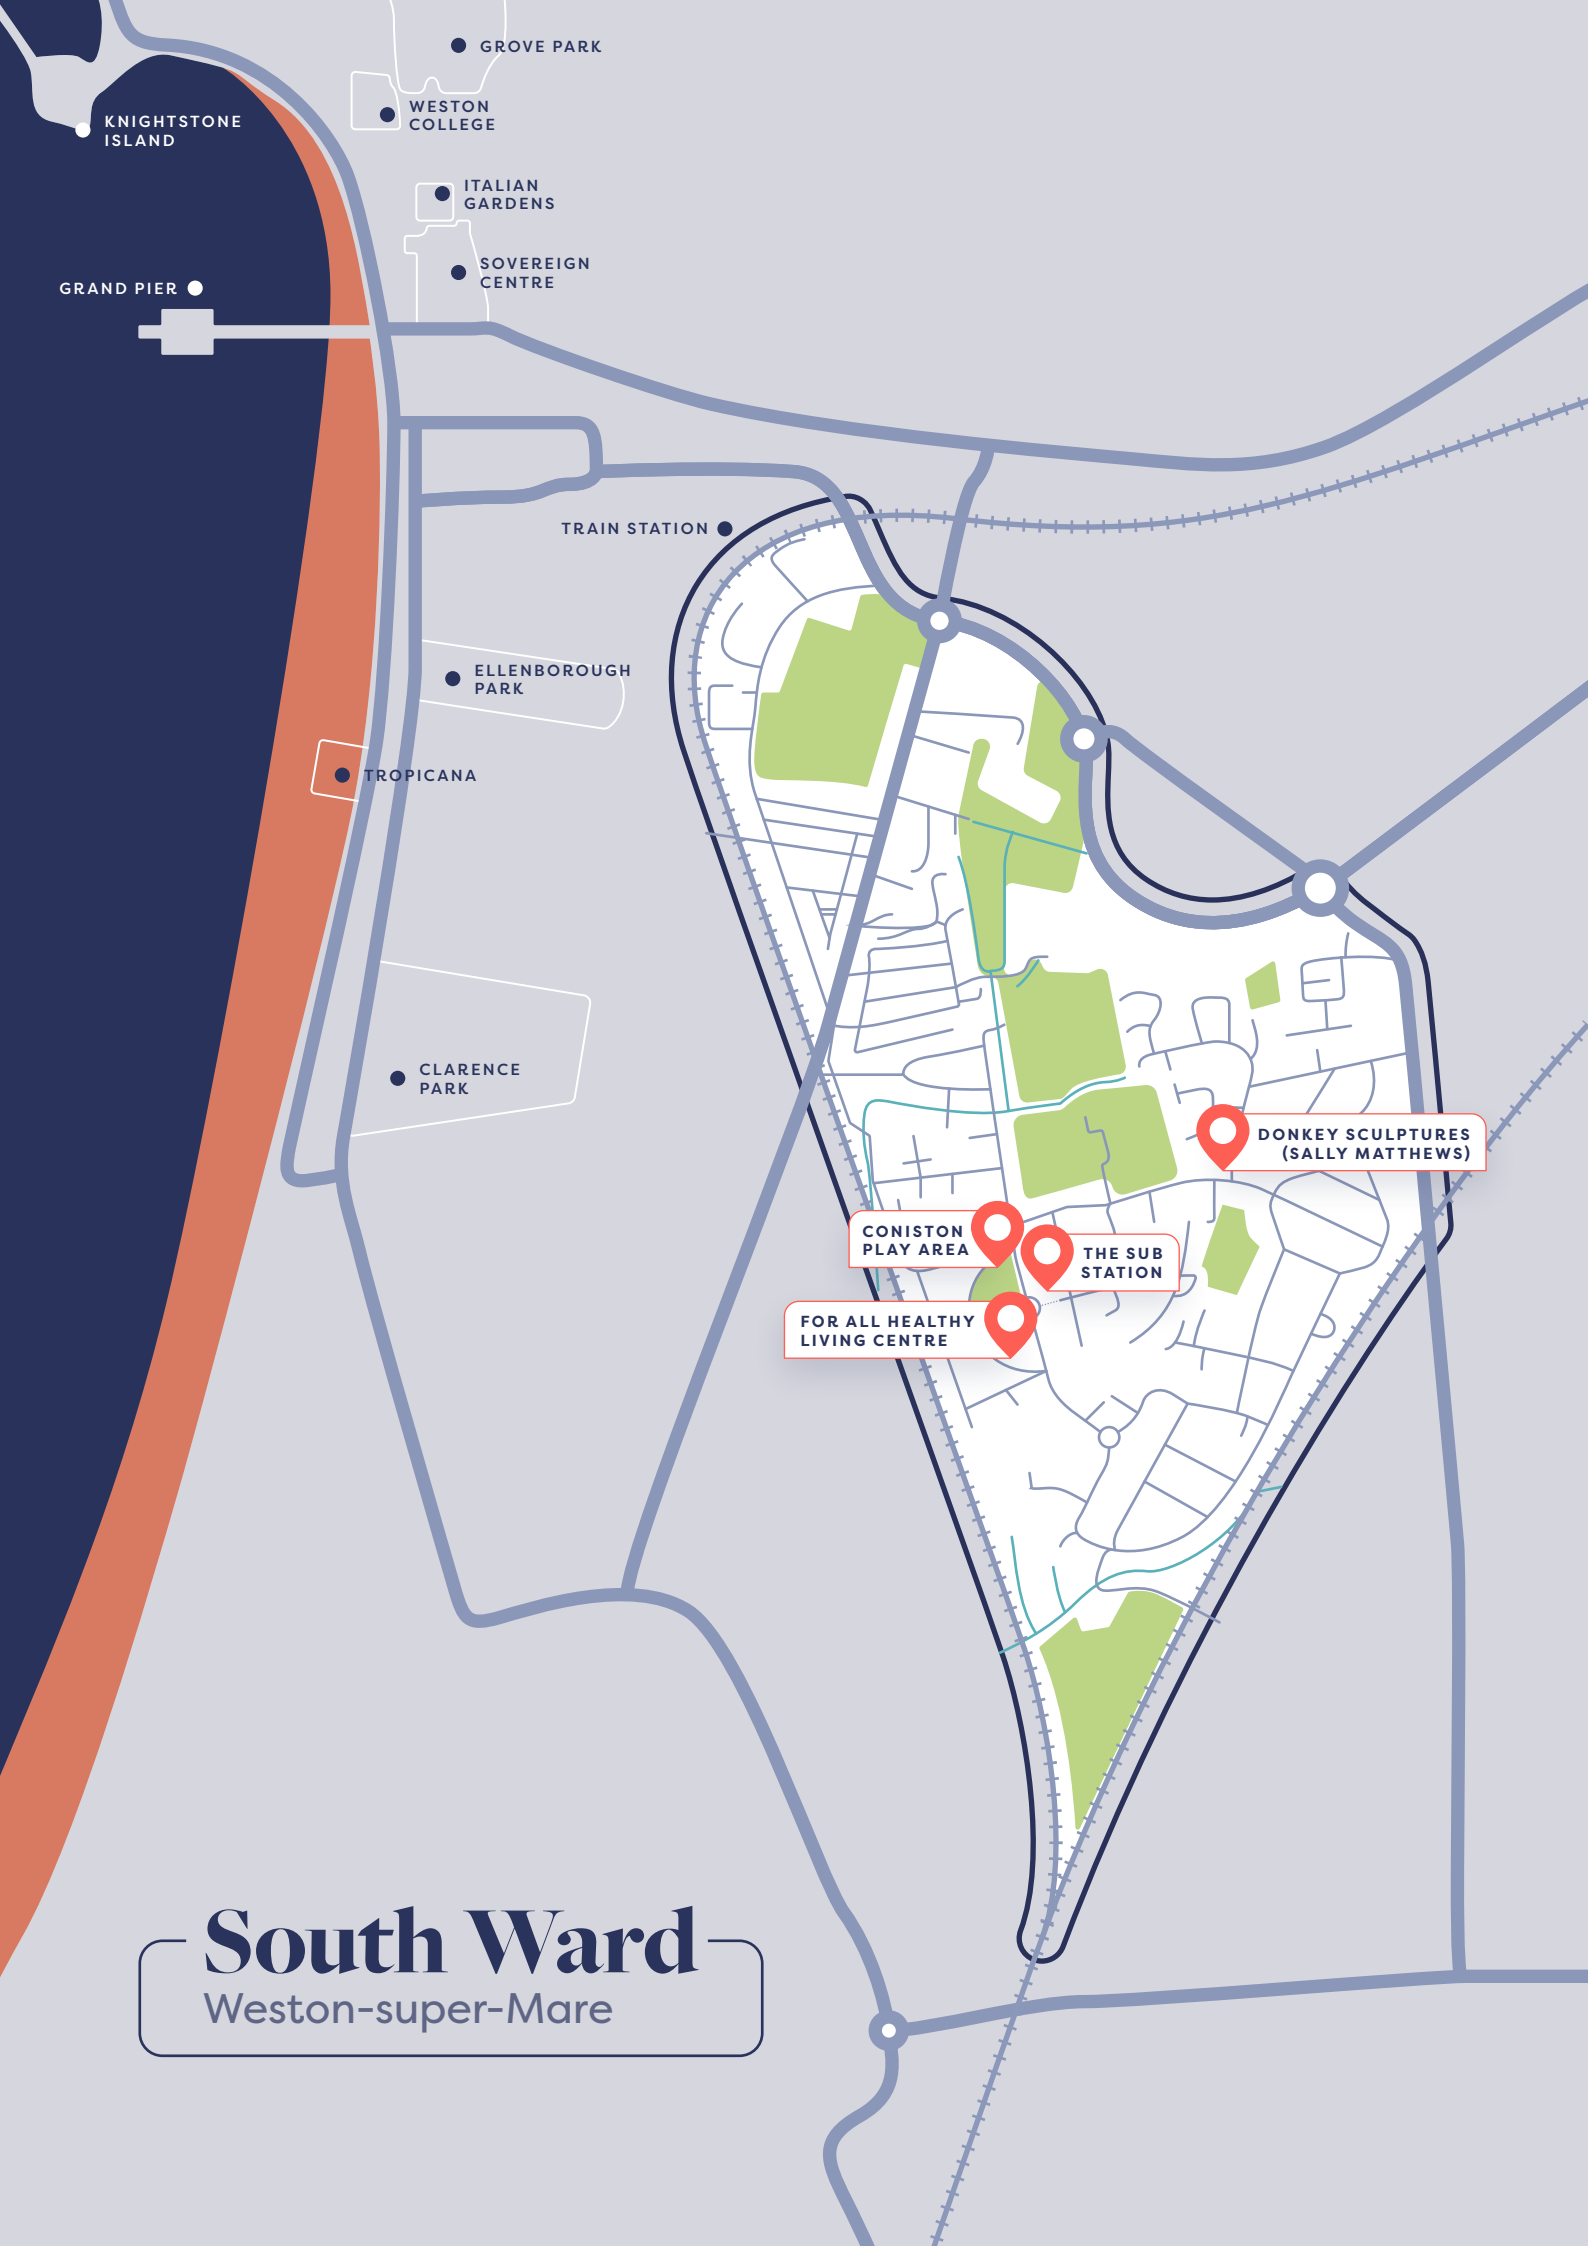 GROVE PARK
WESTON
COLLEGE
KNIGHTSTONE
ISLAND
ITALIAN
GARDENS
SOVEREIGN
CENTRE
GRAND PIER
TRAIN STATION
ELLENBOROUGH
PARK
TROPICANA
CLARENCE
PARK
DONKEY SCULPTURES
(SALLY MATTHEWS)
CONISTON
PLAY AREA
THE SUB
STATION
FOR ALL HEALTHY
LIVING CENTRE
South Ward
Weston-super-Mare